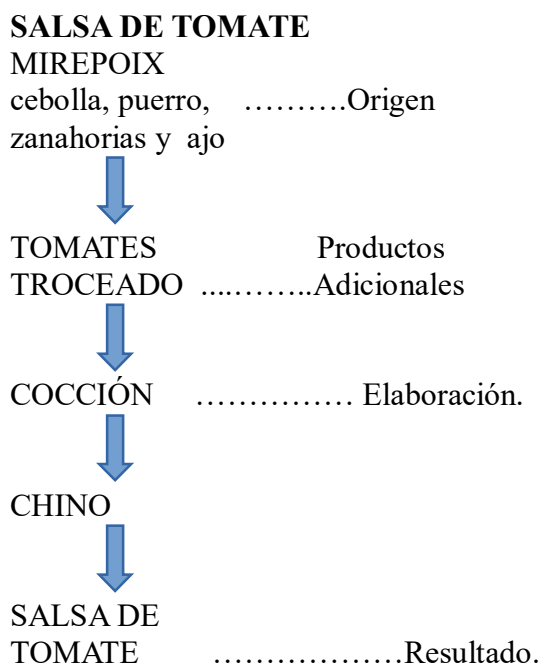 SALSA DE TOMATE
MIREPOIX
cebolla, puerro, ……….Origen
zanahorias y ajo
TOMATES Productos
TROCEADO ....……..Adicionales
COCCIÓN …………… Elaboración.
CHINO
SALSA DE
TOMATE ………………Resultado.